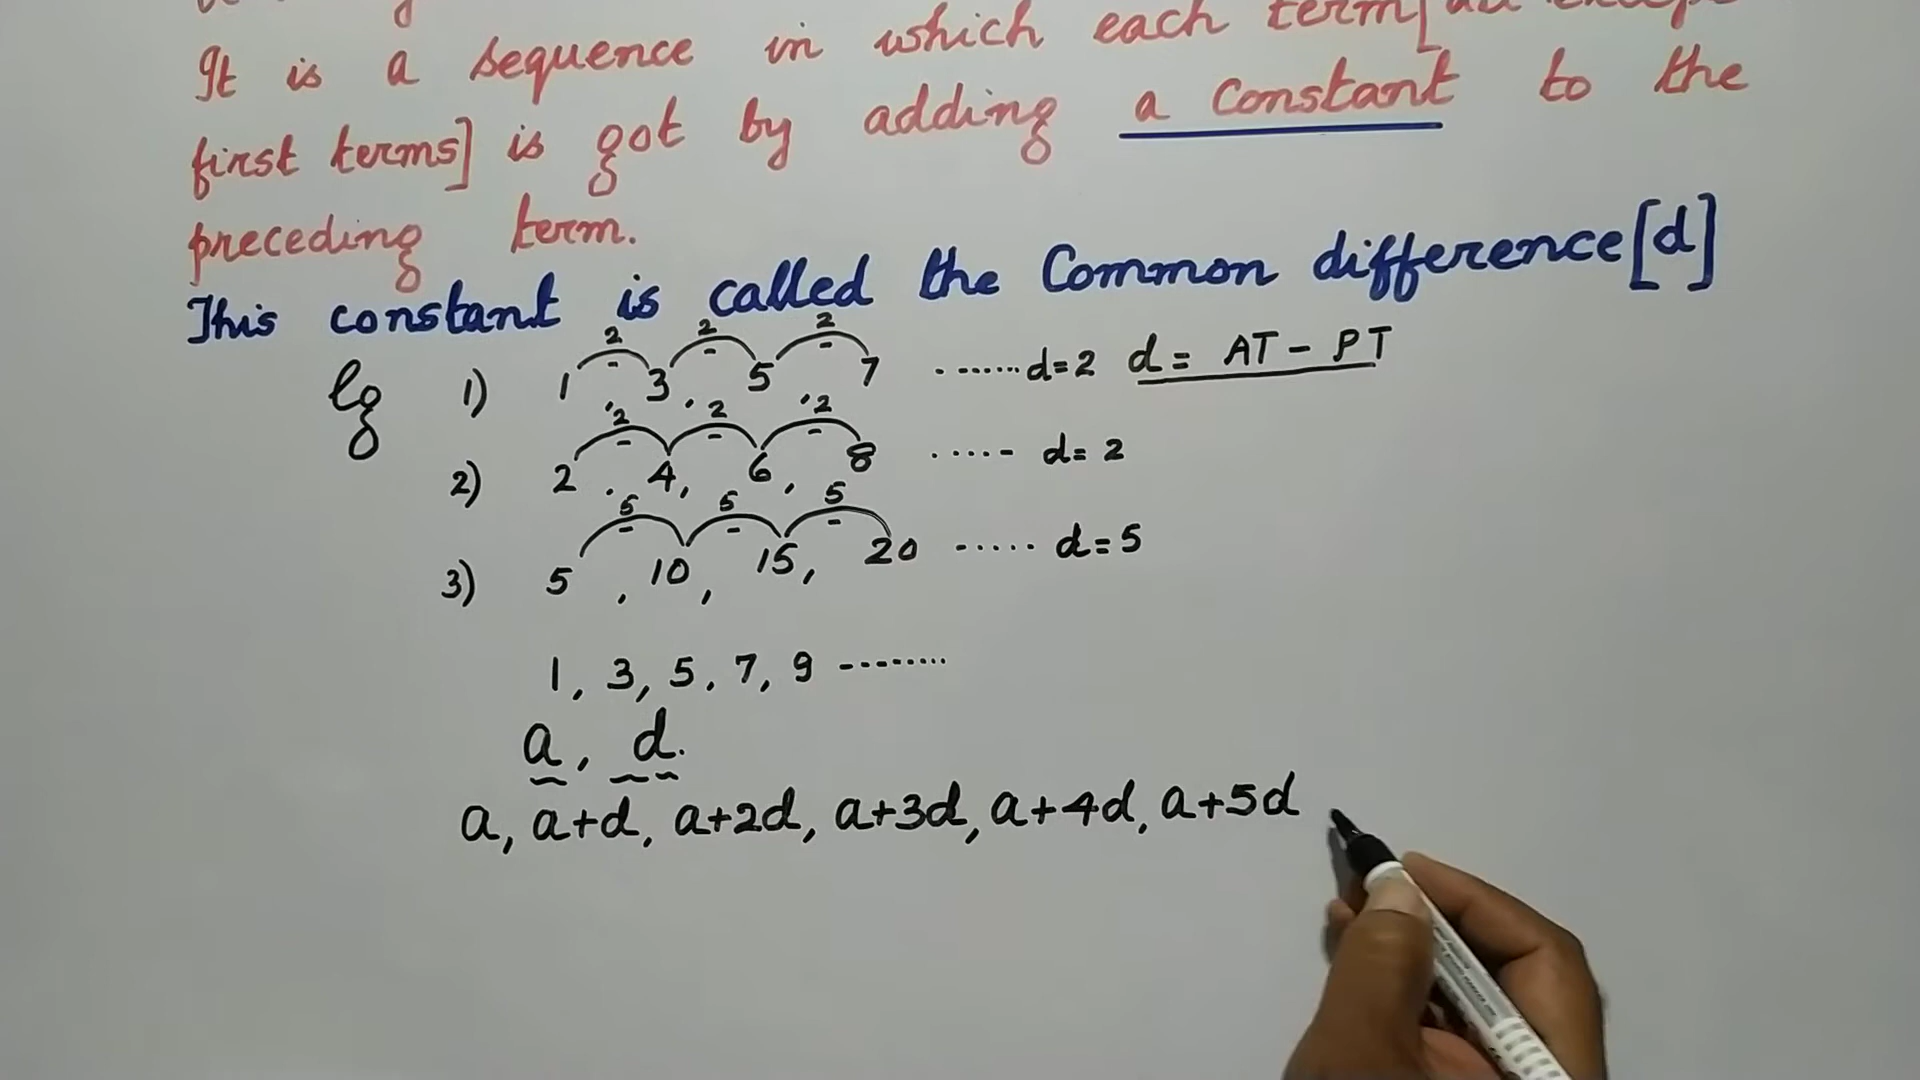 It is a sequence in which each term[
first terms] is got by adding a constant to the
preceding term.
This constant is called the Common difference[d]
eg 1) 1, 3, 5, 7 ....... d=2 d= AT - PT
2 2 2
2) 2, 4, 6, 8 ..... d= 2
2 2 2
3) 5, 10, 15, 20 ..... d=5
5 5 5
1, 3, 5, 7, 9 --------
a, d.
a, a+d, a+2d, a+3d, a+4d, a+5d